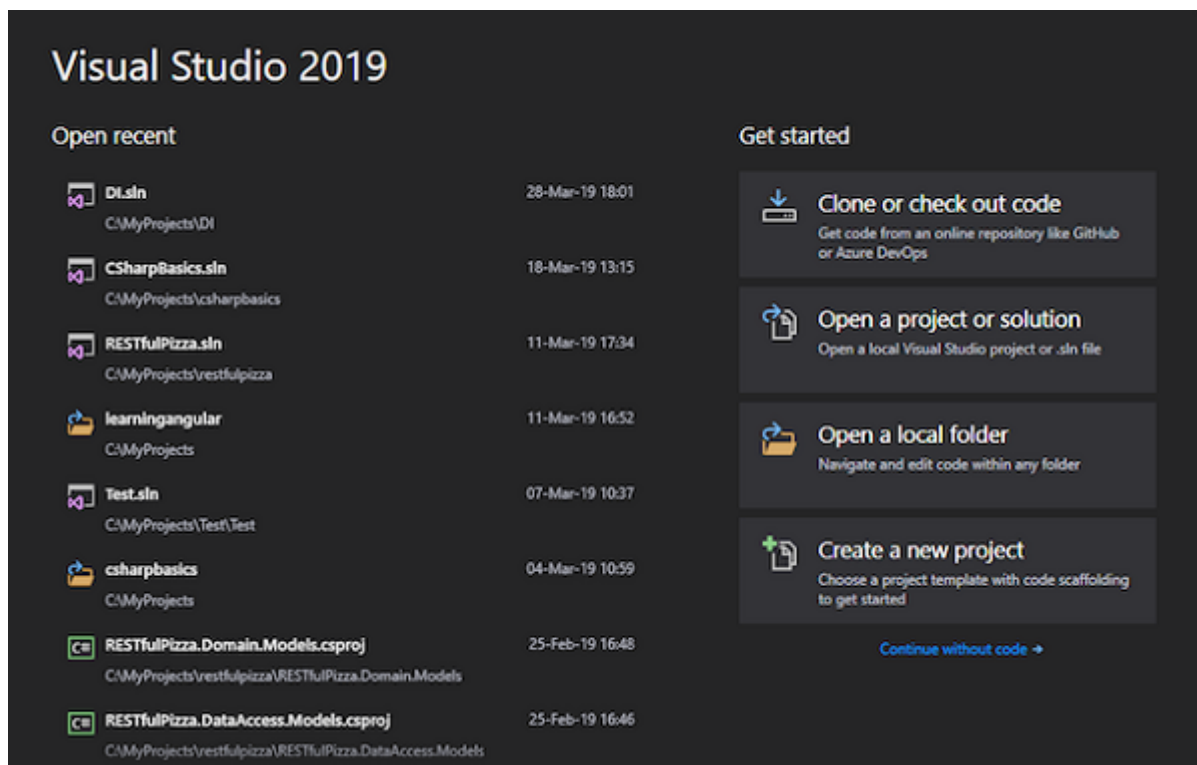 Visual Studio 2019
Open recent
DI.sln 28-Mar-19 18:01
C:\MyProjects\DI
CSharpBasics.sln 18-Mar-19 13:15
C:\MyProjects\csharpbasics
RESTfulPizza.sln 11-Mar-19 17:34
C:\MyProjects\restfulpizza
learningangular 11-Mar-19 16:52
C:\MyProjects
Test.sln 07-Mar-19 10:37
C:\MyProjects\Test\Test
csharpbasics 04-Mar-19 10:59
C:\MyProjects
RESTfulPizza.Domain.Models.csproj 25-Feb-19 16:48
C:\MyProjects\restfulpizza\RESTfulPizza.Domain.Models
RESTfulPizza.DataAccess.Models.csproj 25-Feb-19 16:46
C:\MyProjects\restfulpizza\RESTfulPizza.DataAccess.Models
Get started
Clone or check out code
Get code from an online repository like GitHub
or Azure DevOps
Open a project or solution
Open a local Visual Studio project or .sln file
Open a local folder
Navigate and edit code within any folder
Create a new project
Choose a project template with code scaffolding
to get started
Continue without code →